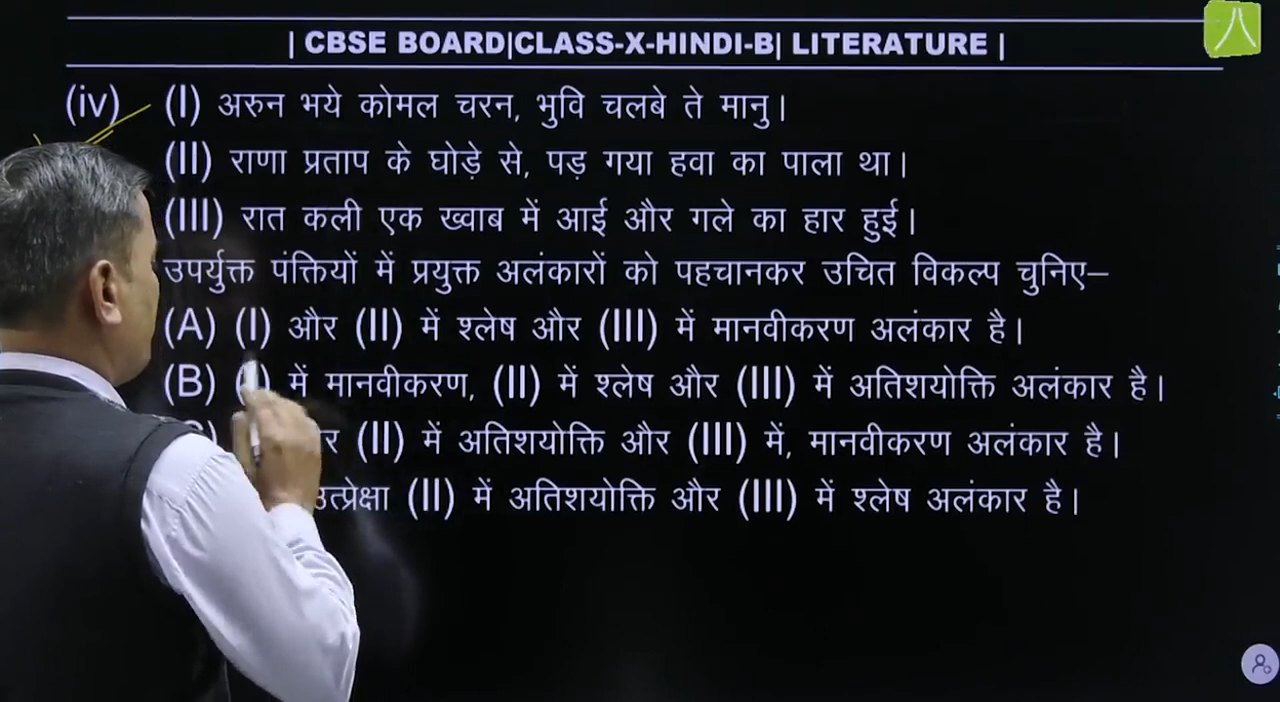 | CBSE BOARD|CLASS-X-HINDI-B| LITERATURE |
(iv) (I) अरुन भये कोमल चरन, भुवि चलबे ते मानु।
(II) राणा प्रताप के घोड़े से, पड़ गया हवा का पाला था।
(III) रात कली एक ख्वाब में आई और गले का हार हुई।
उपर्युक्त पंक्तियों में प्रयुक्त अलंकारों को पहचानकर उचित विकल्प चुनिए–
(A) (I) और (II) में श्लेष और (III) में मानवीकरण अलंकार है।
(B) में मानवीकरण, (II) में श्लेष और (III) में अतिशयोक्ति अलंकार है।
(II) में अतिशयोक्ति और (III) में, मानवीकरण अलंकार है।
उत्प्रेक्षा (II) में अतिशयोक्ति और (III) में श्लेष अलंकार है।